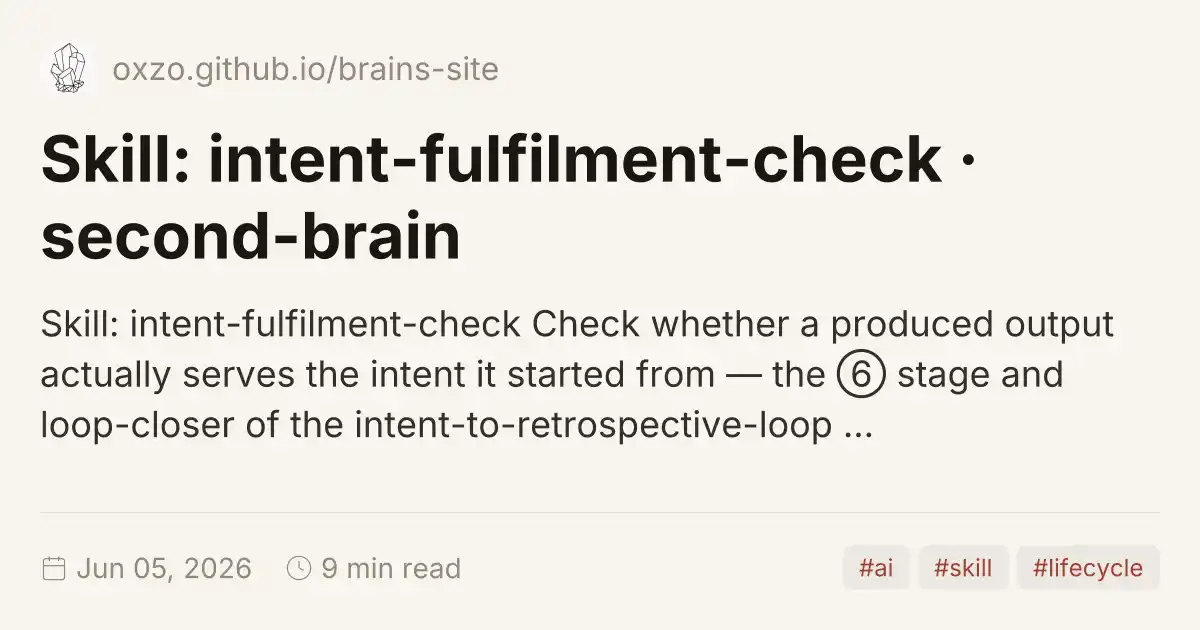 oxzo.github.io/brains-site
Skill: intent-fulfilment-check ·
second-brain
Skill: intent-fulfilment-check Check whether a produced output
actually serves the intent it started from — the ⑥ stage and
loop-closer of the intent-to-retrospective-loop ...
Jun 05, 2026 9 min read #ai #skill #lifecycle